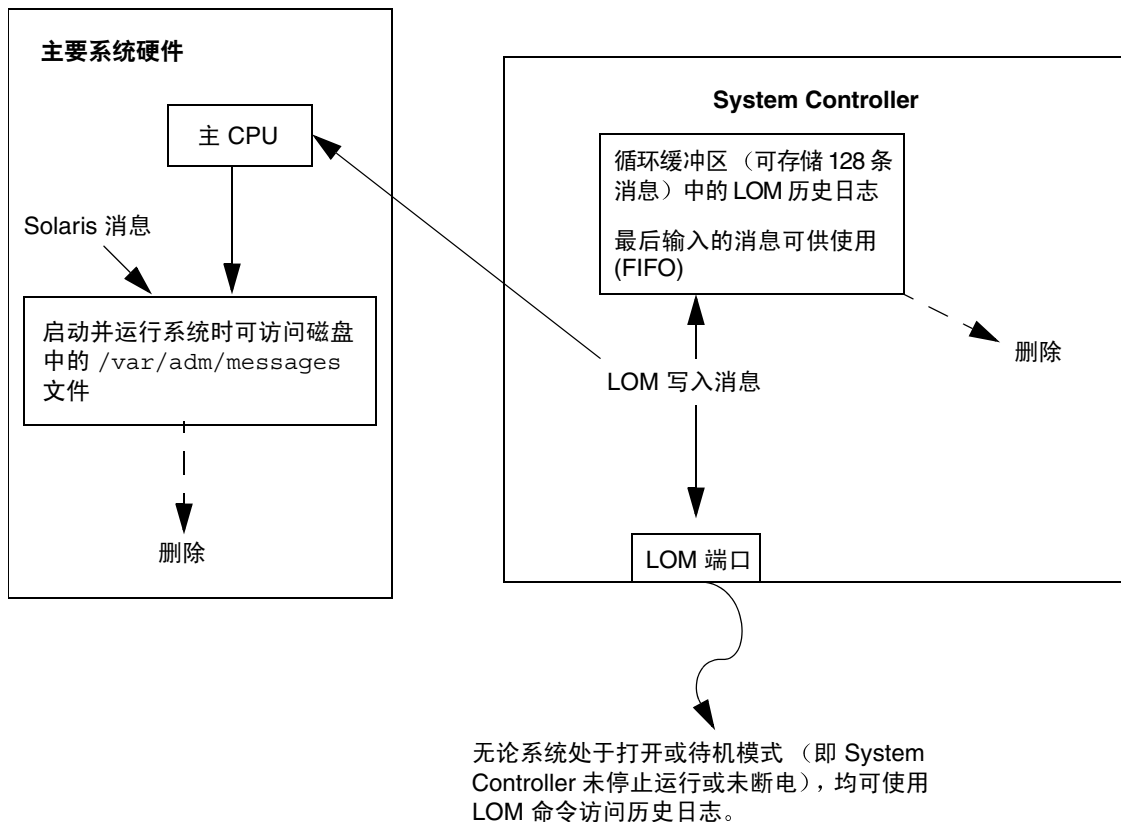 主要系统硬件
主 CPU
Solaris 消息
启动并运行系统时可访问磁盘
中的 /var/adm/messages
文件
删除
System Controller
循环缓冲区 （可存储 128 条
消息）中的 LOM 历史日志
最后输入的消息可供使用
(FIFO)
删除
LOM 写入消息
LOM 端口
无论系统处于打开或待机模式 （即 System
Controller 未停止运行或未断电），均可使用
LOM 命令访问历史日志。